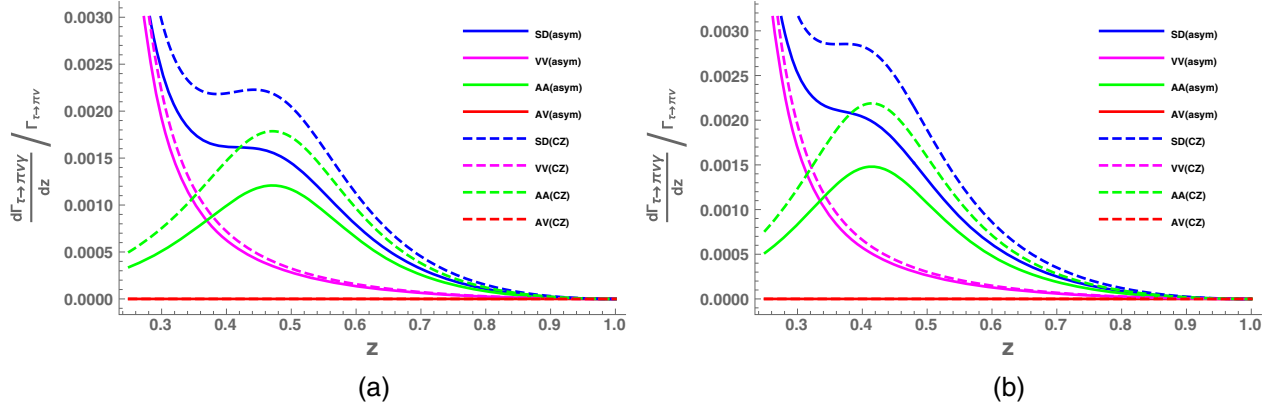 0.0030
0.0025
0.0020
0.0015
0.0010
0.0005
0.0000
dΓτ→πνγ
dz
/ Γτ→πν
SD(asym)
VV(asym)
AA(asym)
AV(asym)
SD(CZ)
VV(CZ)
AA(CZ)
AV(CZ)
0.3 0.4 0.5 0.6 0.7 0.8 0.9 1.0
z
(a)
0.0030
0.0025
0.0020
0.0015
0.0010
0.0005
0.0000
dΓτ→πνγ
dz
/ Γτ→πν
SD(asym)
VV(asym)
AA(asym)
AV(asym)
SD(CZ)
VV(CZ)
AA(CZ)
AV(CZ)
0.3 0.4 0.5 0.6 0.7 0.8 0.9 1.0
z
(b)